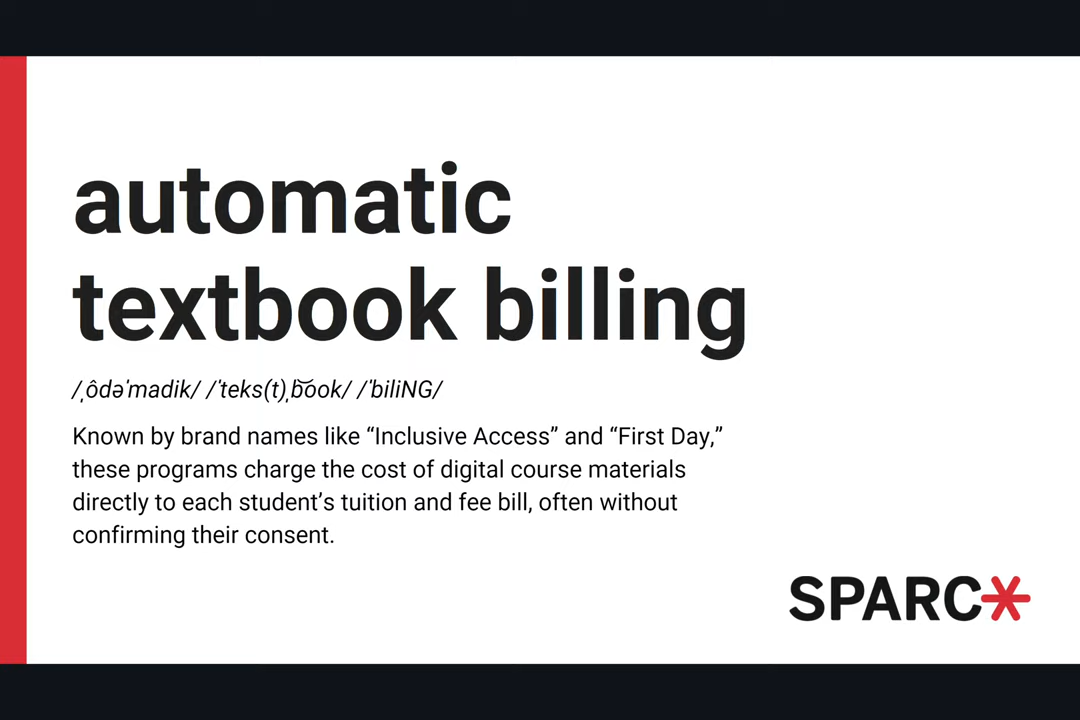 automatic
textbook billing
/ˌôdəˈmadik/ /ˈteks(t)ˌbo͝ok/ /ˈbiliNG/
Known by brand names like “Inclusive Access” and “First Day,”
these programs charge the cost of digital course materials
directly to each student’s tuition and fee bill, often without
confirming their consent.
SPARC*